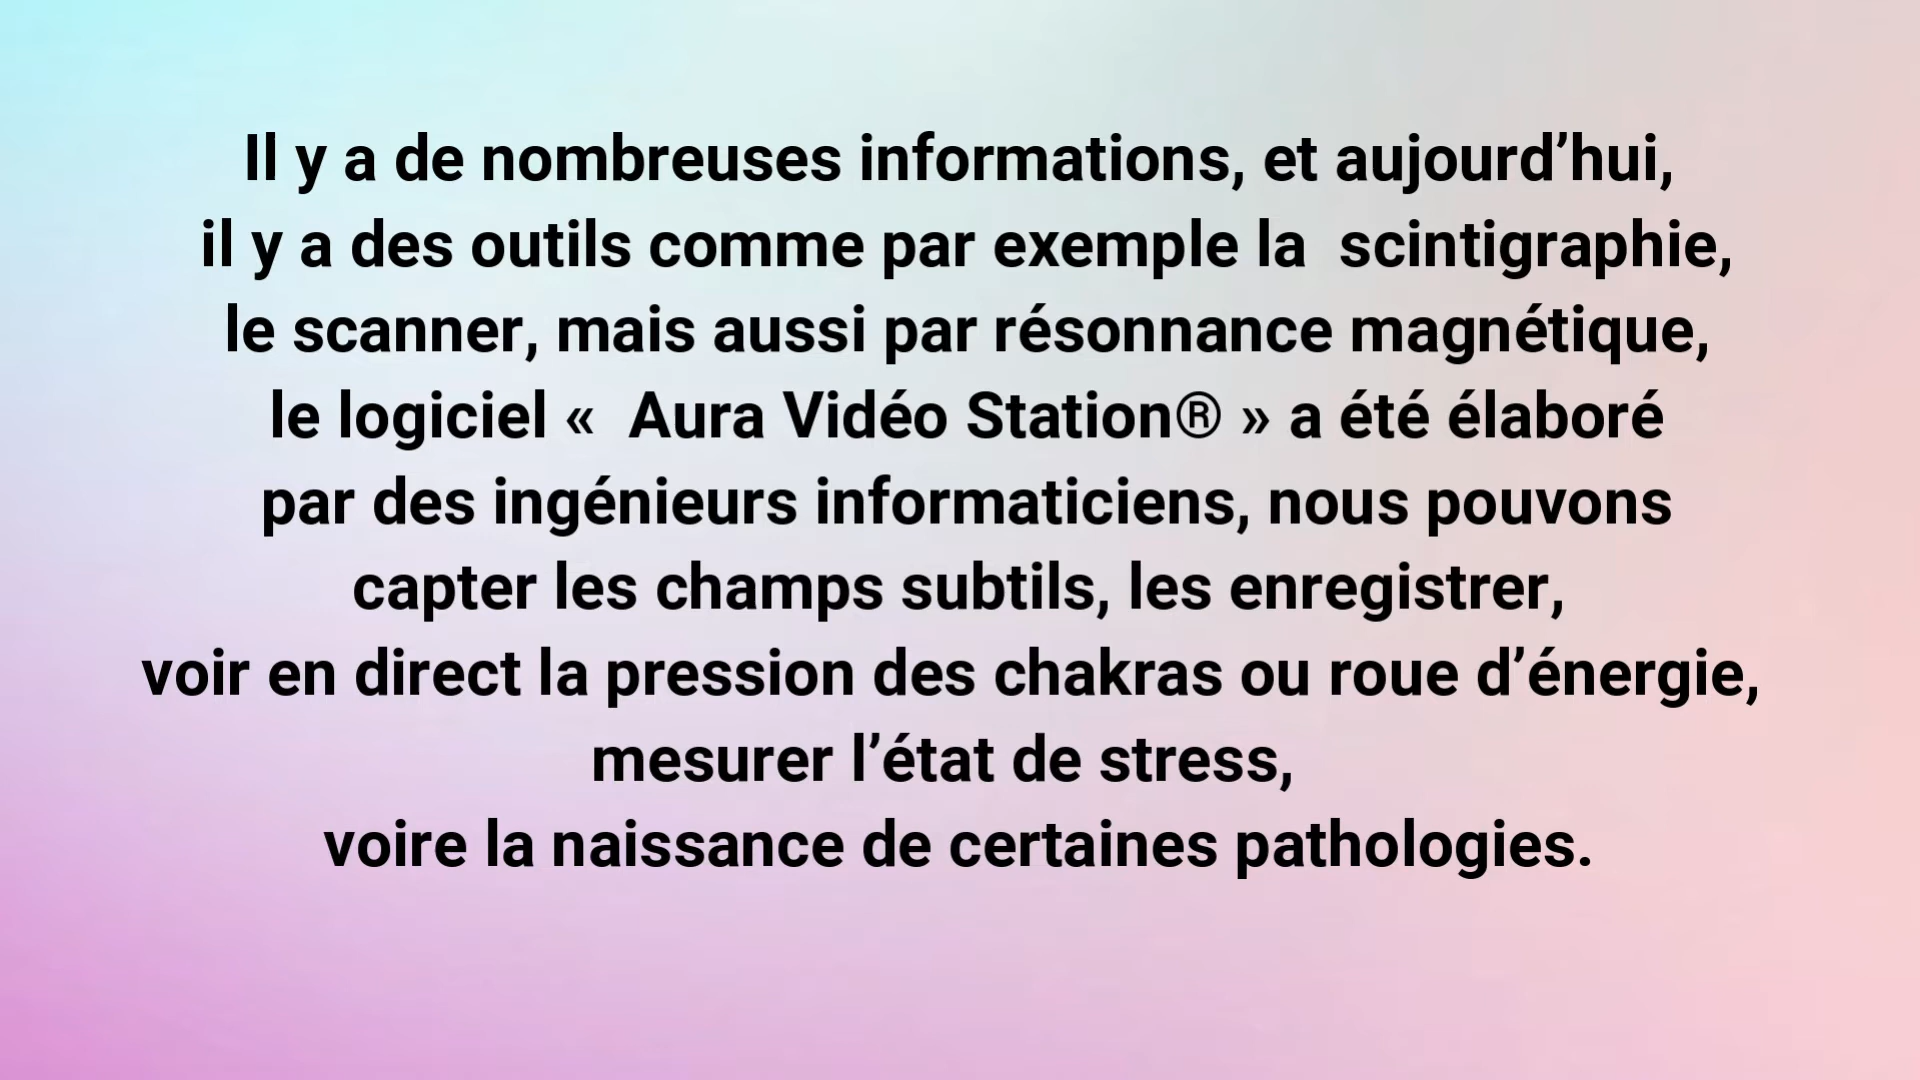 Il y a de nombreuses informations, et aujourd’hui,
il y a des outils comme par exemple la  scintigraphie,
le scanner, mais aussi par résonnance magnétique,
le logiciel «  Aura Vidéo Station® » a été élaboré
par des ingénieurs informaticiens, nous pouvons
capter les champs subtils, les enregistrer,
voir en direct la pression des chakras ou roue d’énergie,
mesurer l’état de stress,
voire la naissance de certaines pathologies.